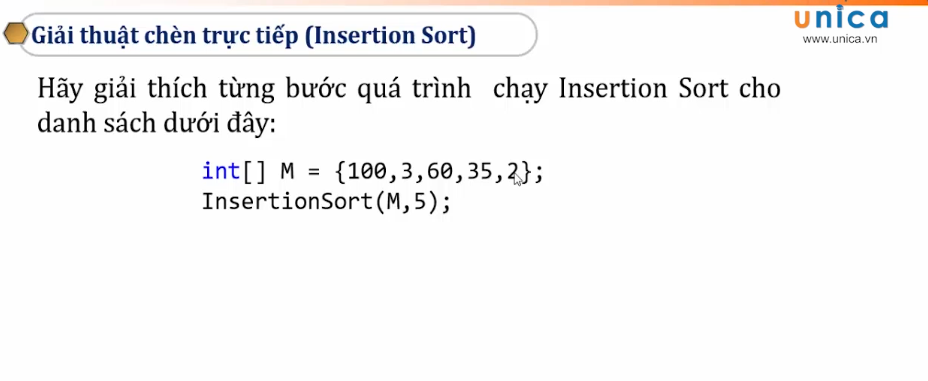 Giải thuật chèn trực tiếp (Insertion Sort)
unica
www.unica.vn
Hãy giải thích từng bước quá trình chạy Insertion Sort cho
danh sách dưới đây:
int[] M = {100,3,60,35,2};
InsertionSort(M,5);